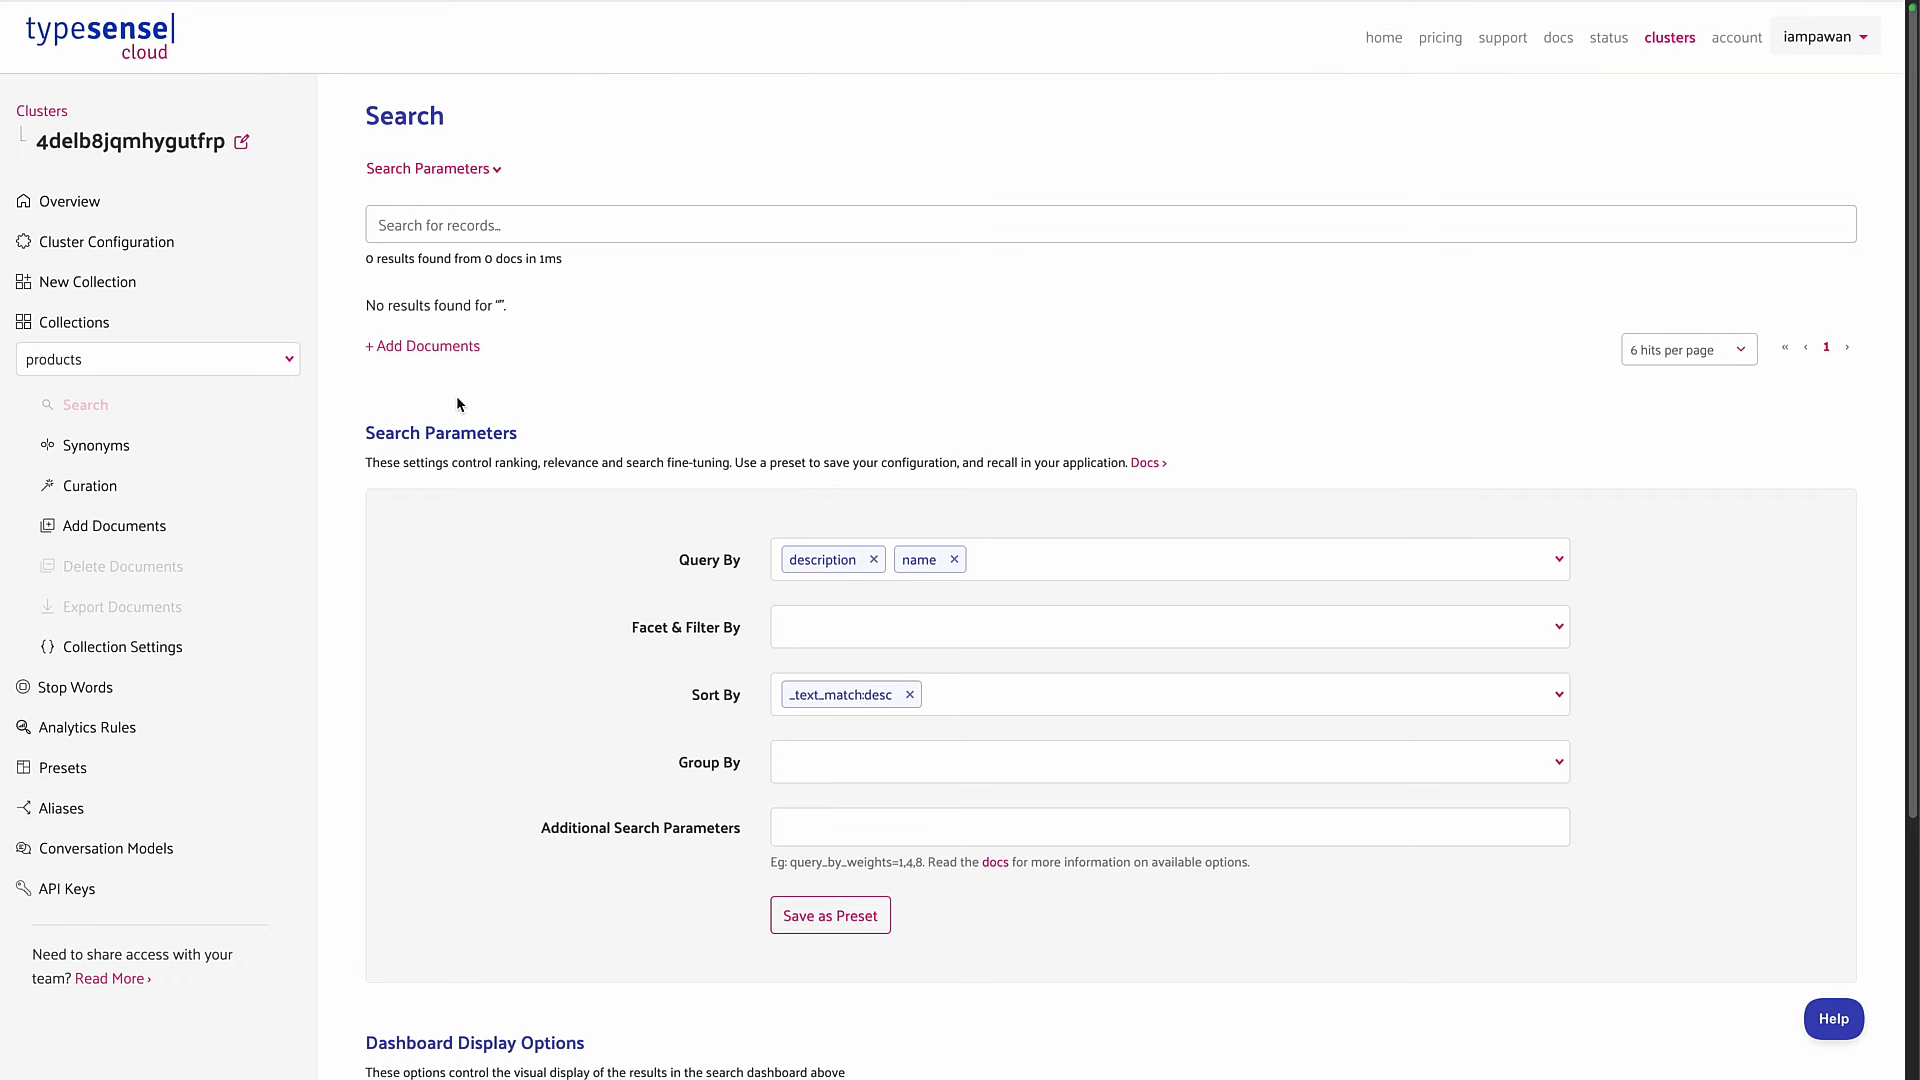 typesense
cloud
home
pricing
support
docs
status
clusters
account
iampawan
Clusters
4delb8jqmhygutfrp
Overview
Cluster Configuration
New Collection
Collections
products
Search
Synonyms
Curation
Add Documents
Delete Documents
Export Documents
Collection Settings
Stop Words
Analytics Rules
Presets
Aliases
Conversation Models
API Keys
Need to share access with your
team? Read More ›
Search
Search Parameters
Search for records...
0 results found from 0 docs in 1ms
No results found for “”.
+ Add Documents
6 hits per page
« ‹ 1 ›
Search Parameters
These settings control ranking, relevance and search fine-tuning. Use a preset to save your configuration, and recall in your application. Docs ›
Query By
description ×
name ×
Facet & Filter By
Sort By
_text_match:desc ×
Group By
Additional Search Parameters
Eg: query_by_weights=1,4,8. Read the docs for more information on available options.
Save as Preset
Help
Dashboard Display Options
These options control the visual display of the results in the search dashboard above